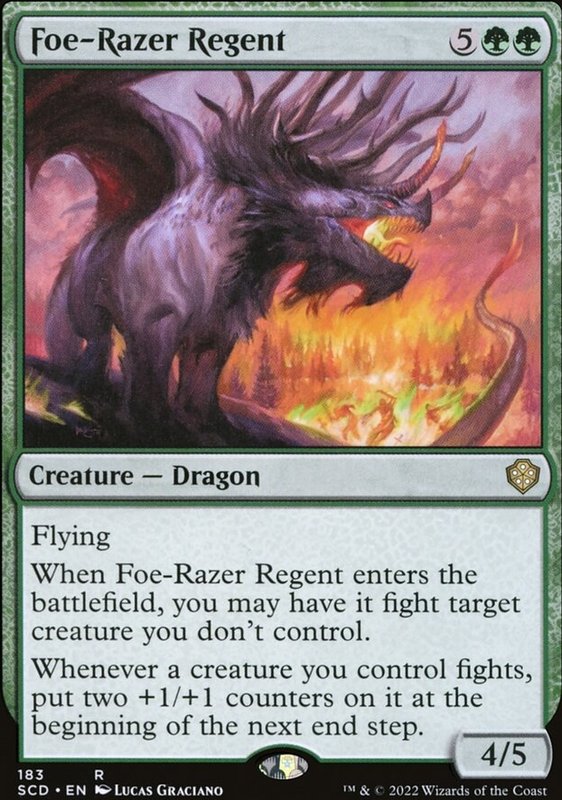 Foe-Razer Regent 5
Creature — Dragon
Flying
When Foe-Razer Regent enters the
battlefield, you may have it fight target
creature you don't control.
Whenever a creature you control fights,
put two +1/+1 counters on it at the
beginning of the next end step.
4/5
183 R
SCD • EN Lucas Graciano ™ & © 2022 Wizards of the Coast